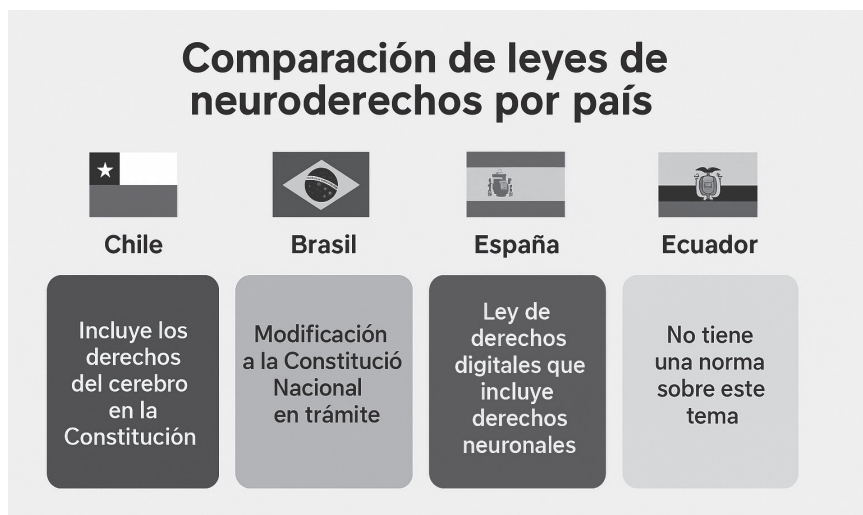 Comparación de leyes de
neuroderechos por país
Chile
Brasil
España
Ecuador
Incluye los
derechos
del cerebro
en la
Constitución
Modificación
a la Constitució
Nacional
en trámite
Ley de
derechos
digitales que
incluye
derechos
neuronales
No tiene
una norma
sobre este
tema